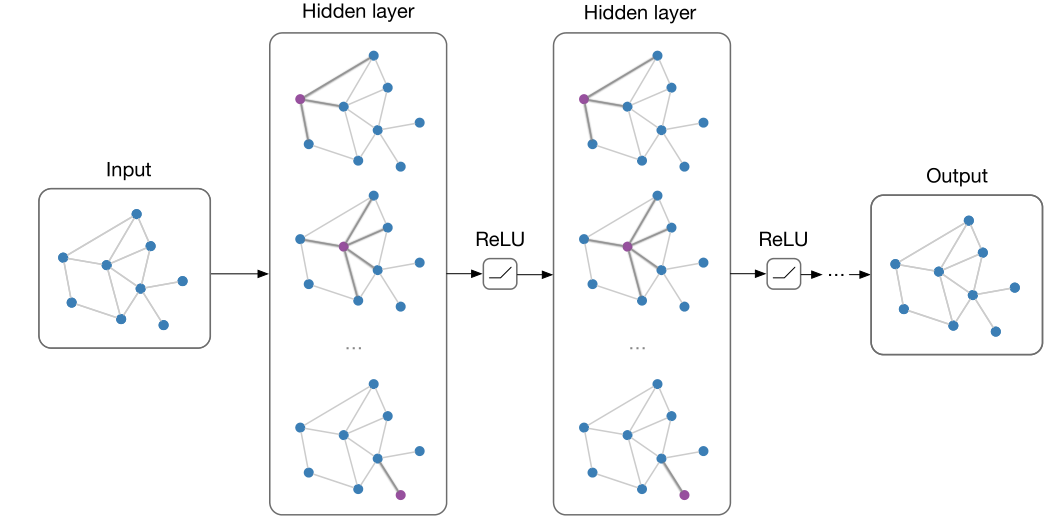 Hidden layer
Hidden layer
Input
Output
ReLU
ReLU
...
...
...